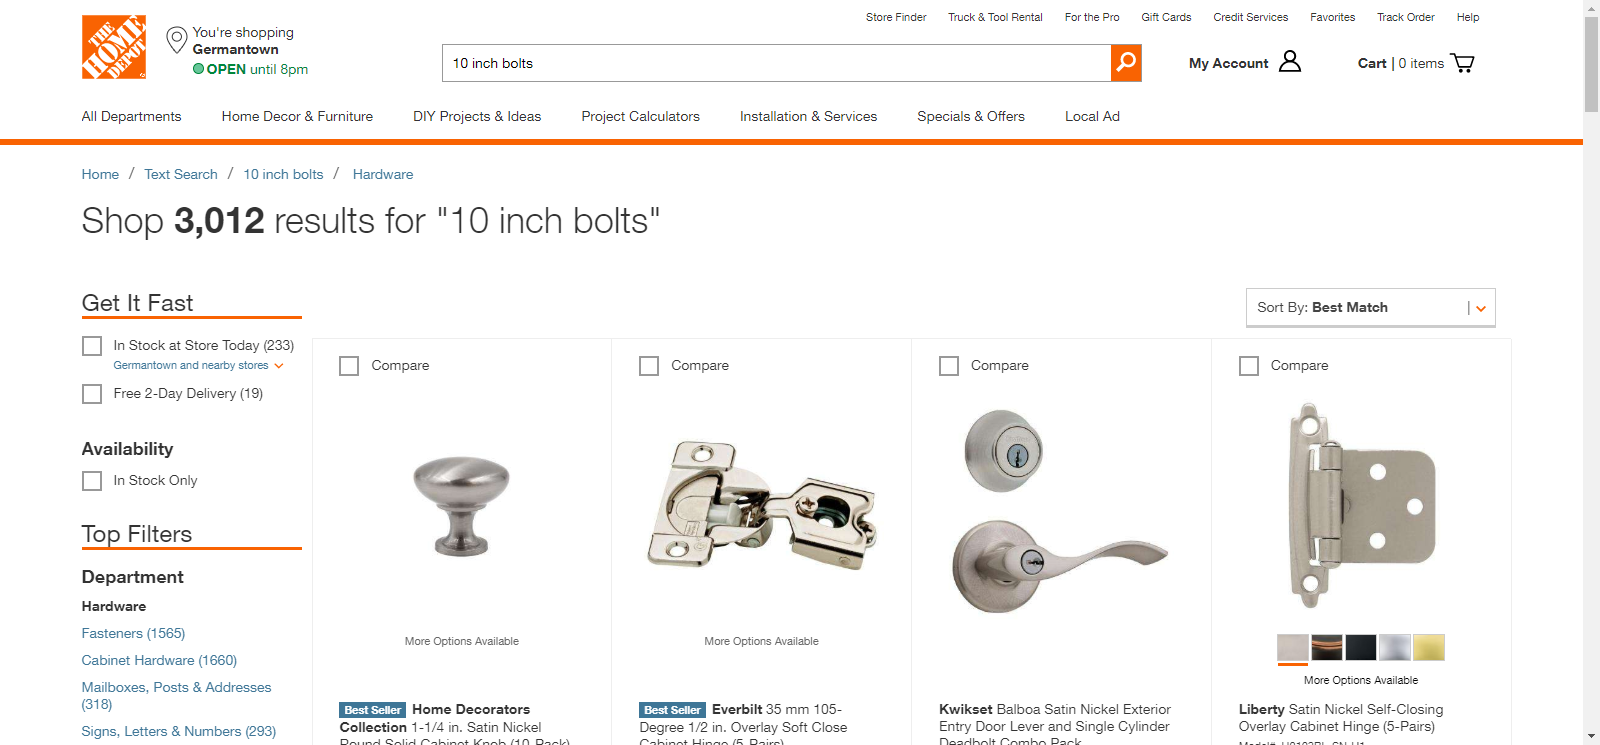 THE HOME DEPOT
You're shopping
Germantown
OPEN until 8pm
Store Finder
Truck & Tool Rental
For the Pro
Gift Cards
Credit Services
Favorites
Track Order
Help
10 inch bolts
My Account
Cart | 0 items
All Departments
Home Decor & Furniture
DIY Projects & Ideas
Project Calculators
Installation & Services
Specials & Offers
Local Ad
Home / Text Search / 10 inch bolts / Hardware
Shop 3,012 results for "10 inch bolts"
Get It Fast
In Stock at Store Today (233)
Germantown and nearby stores
Free 2-Day Delivery (19)
Availability
In Stock Only
Top Filters
Department
Hardware
Fasteners (1565)
Cabinet Hardware (1660)
Mailboxes, Posts & Addresses
(318)
Signs, Letters & Numbers (293)
Sort By: Best Match
Compare
More Options Available
Best Seller Home Decorators
Collection 1-1/4 in. Satin Nickel
Round Solid Cabinet Knob (10-Pack)
Compare
More Options Available
Best Seller Everbilt 35 mm 105-
Degree 1/2 in. Overlay Soft Close
Cabinet Hinge (5-Pairs)
Compare
Kwikset Balboa Satin Nickel Exterior
Entry Door Lever and Single Cylinder
Deadbolt Combo Pack
Compare
More Options Available
Liberty Satin Nickel Self-Closing
Overlay Cabinet Hinge (5-Pairs)